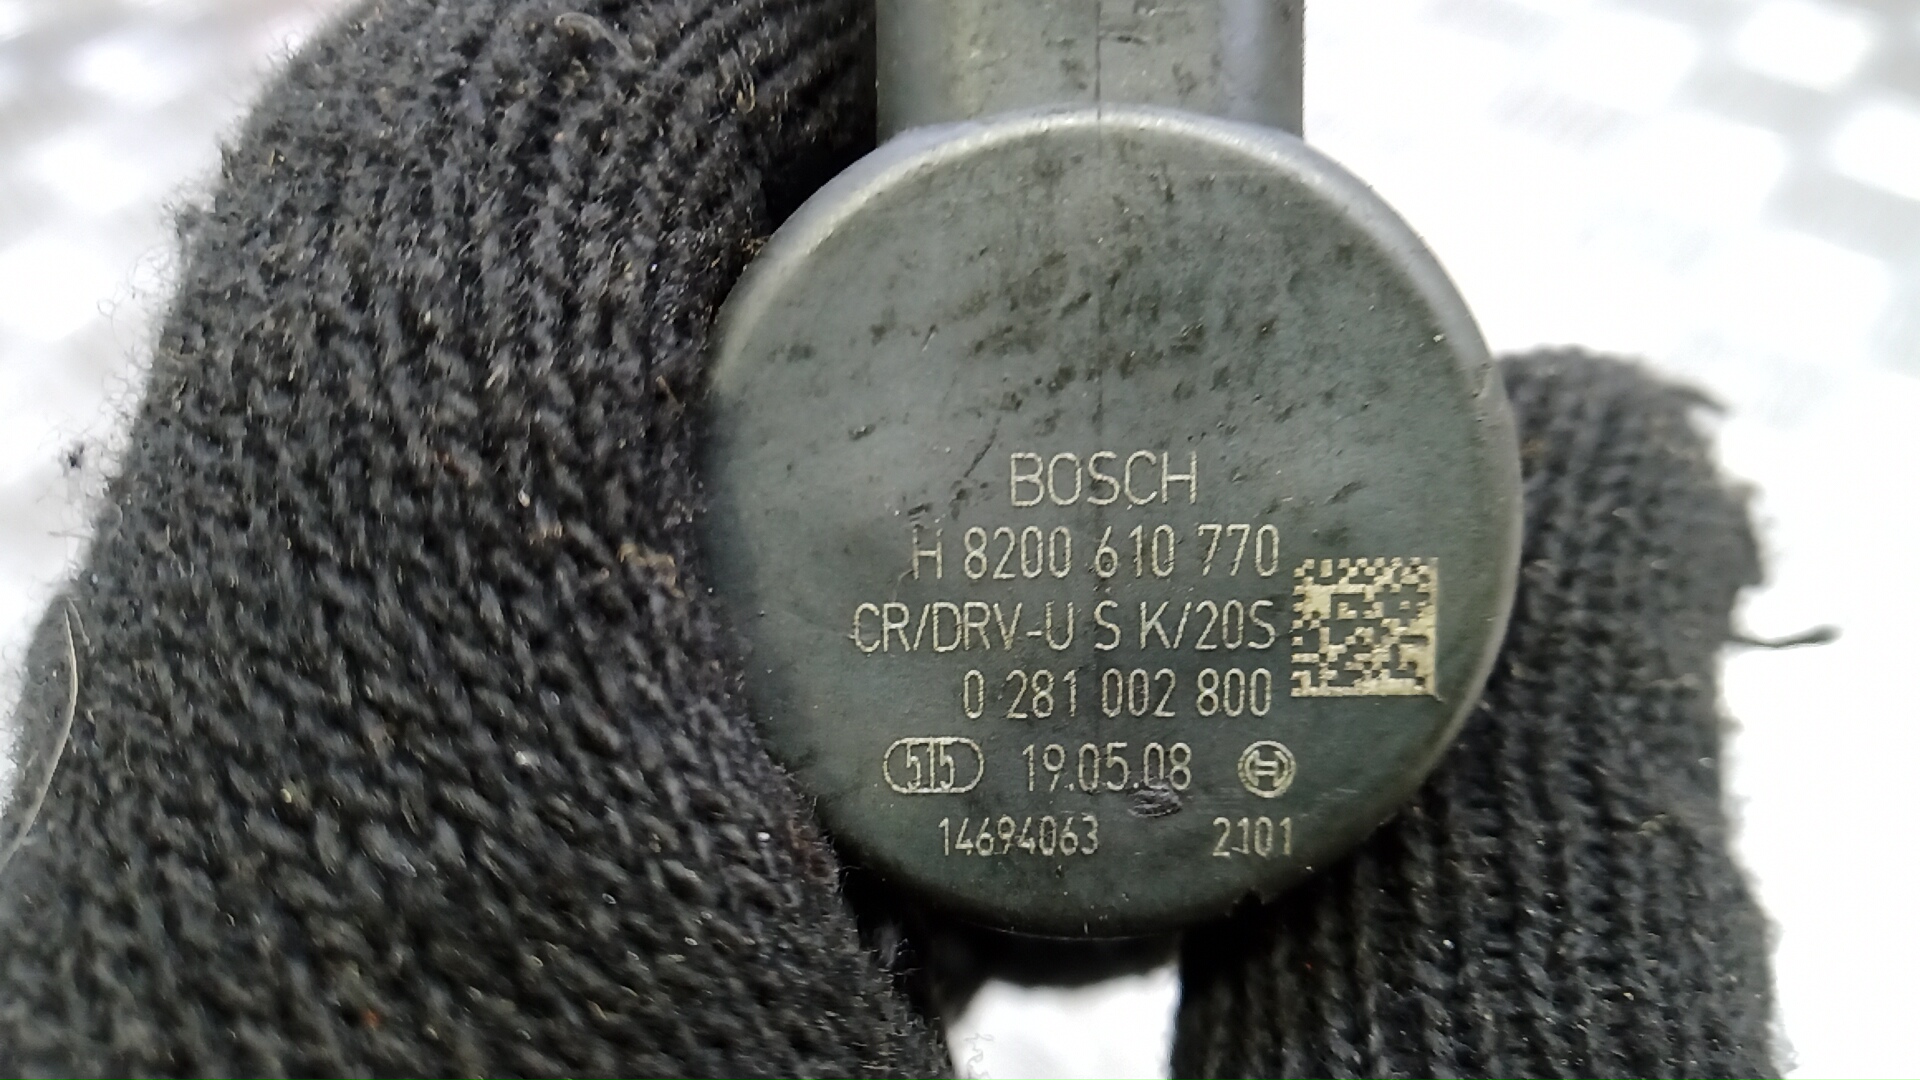 BOSCH
H 8200 610 770
CR/DRV-U S K/20S
0 281 002 800
515 19.05.08
14694063 2101